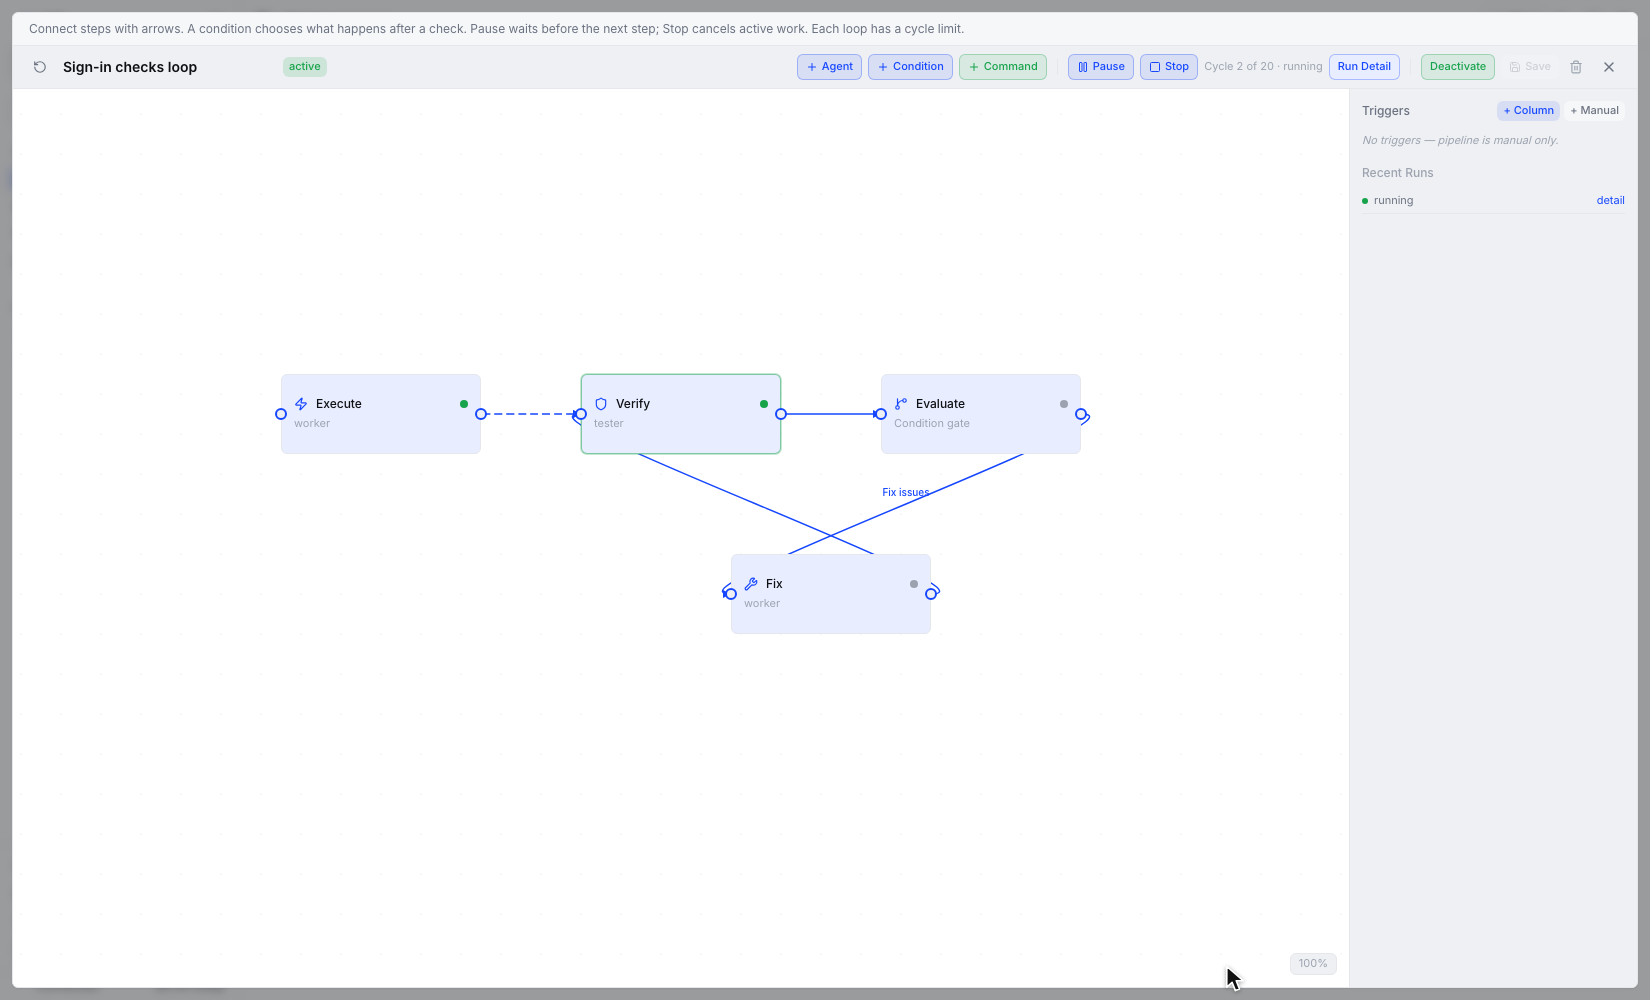 Connect steps with arrows. A condition chooses what happens after a check. Pause waits before the next step; Stop cancels active work. Each loop has a cycle limit.
Sign-in checks loop
active
+ Agent
+ Condition
+ Command
Pause
Stop
Cycle 2 of 20 · running
Run Detail
Deactivate
Save
Triggers
+ Column
+ Manual
No triggers — pipeline is manual only.
Recent Runs
running
detail
Execute
worker
Verify
tester
Evaluate
Condition gate
Fix issues
Fix
worker
100%